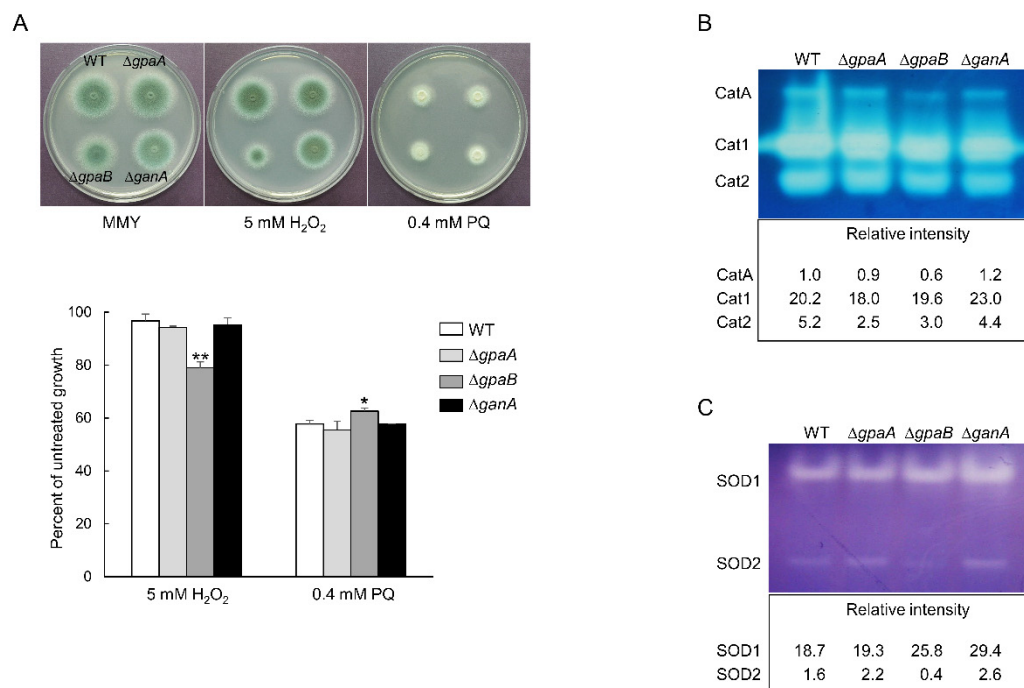 A
WT ΔgpaA
ΔgpaB ΔganA
MMY 5 mM H₂O₂ 0.4 mM PQ
Percent of untreated growth
100
80
60
40
20
0
**
*
5 mM H₂O₂ 0.4 mM PQ
WT
ΔgpaA
ΔgpaB
ΔganA
B
WT ΔgpaA ΔgpaB ΔganA
CatA
Cat1
Cat2
Relative intensity
CatA 1.0 0.9 0.6 1.2
Cat1 20.2 18.0 19.6 23.0
Cat2 5.2 2.5 3.0 4.4
C
WT ΔgpaA ΔgpaB ΔganA
SOD1
SOD2
Relative intensity
SOD1 18.7 19.3 25.8 29.4
SOD2 1.6 2.2 0.4 2.6